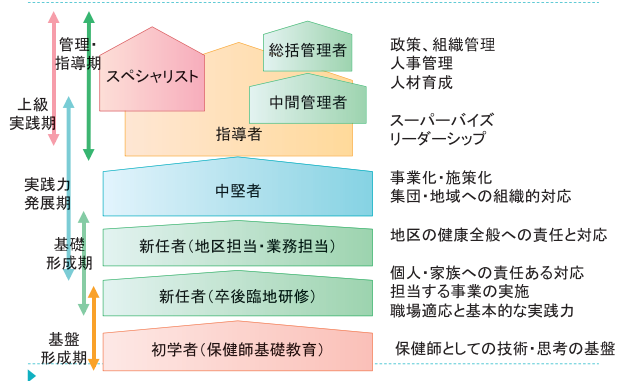 管理・
指導期
上級
実践期
実践力
発展期
基礎
形成期
基盤
形成期
総括管理者
スペシャリスト
中間管理者
指導者
中堅者
新任者（地区担当・業務担当）
新任者（卒後臨地研修）
初学者（保健師基礎教育）
政策、組織管理
人事管理
人材育成
スーパーバイズ
リーダーシップ
事業化・施策化
集団・地域への組織的対応
地区の健康全般への責任と対応
個人・家族への責任ある対応
担当する事業の実施
職場適応と基本的な実践力
保健師としての技術・思考の基盤